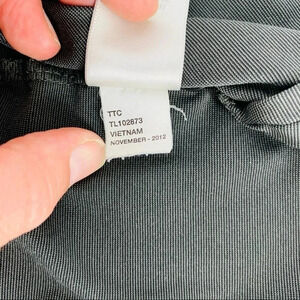 TTC
TL102873
VIETNAM
NOVEMBER - 2012